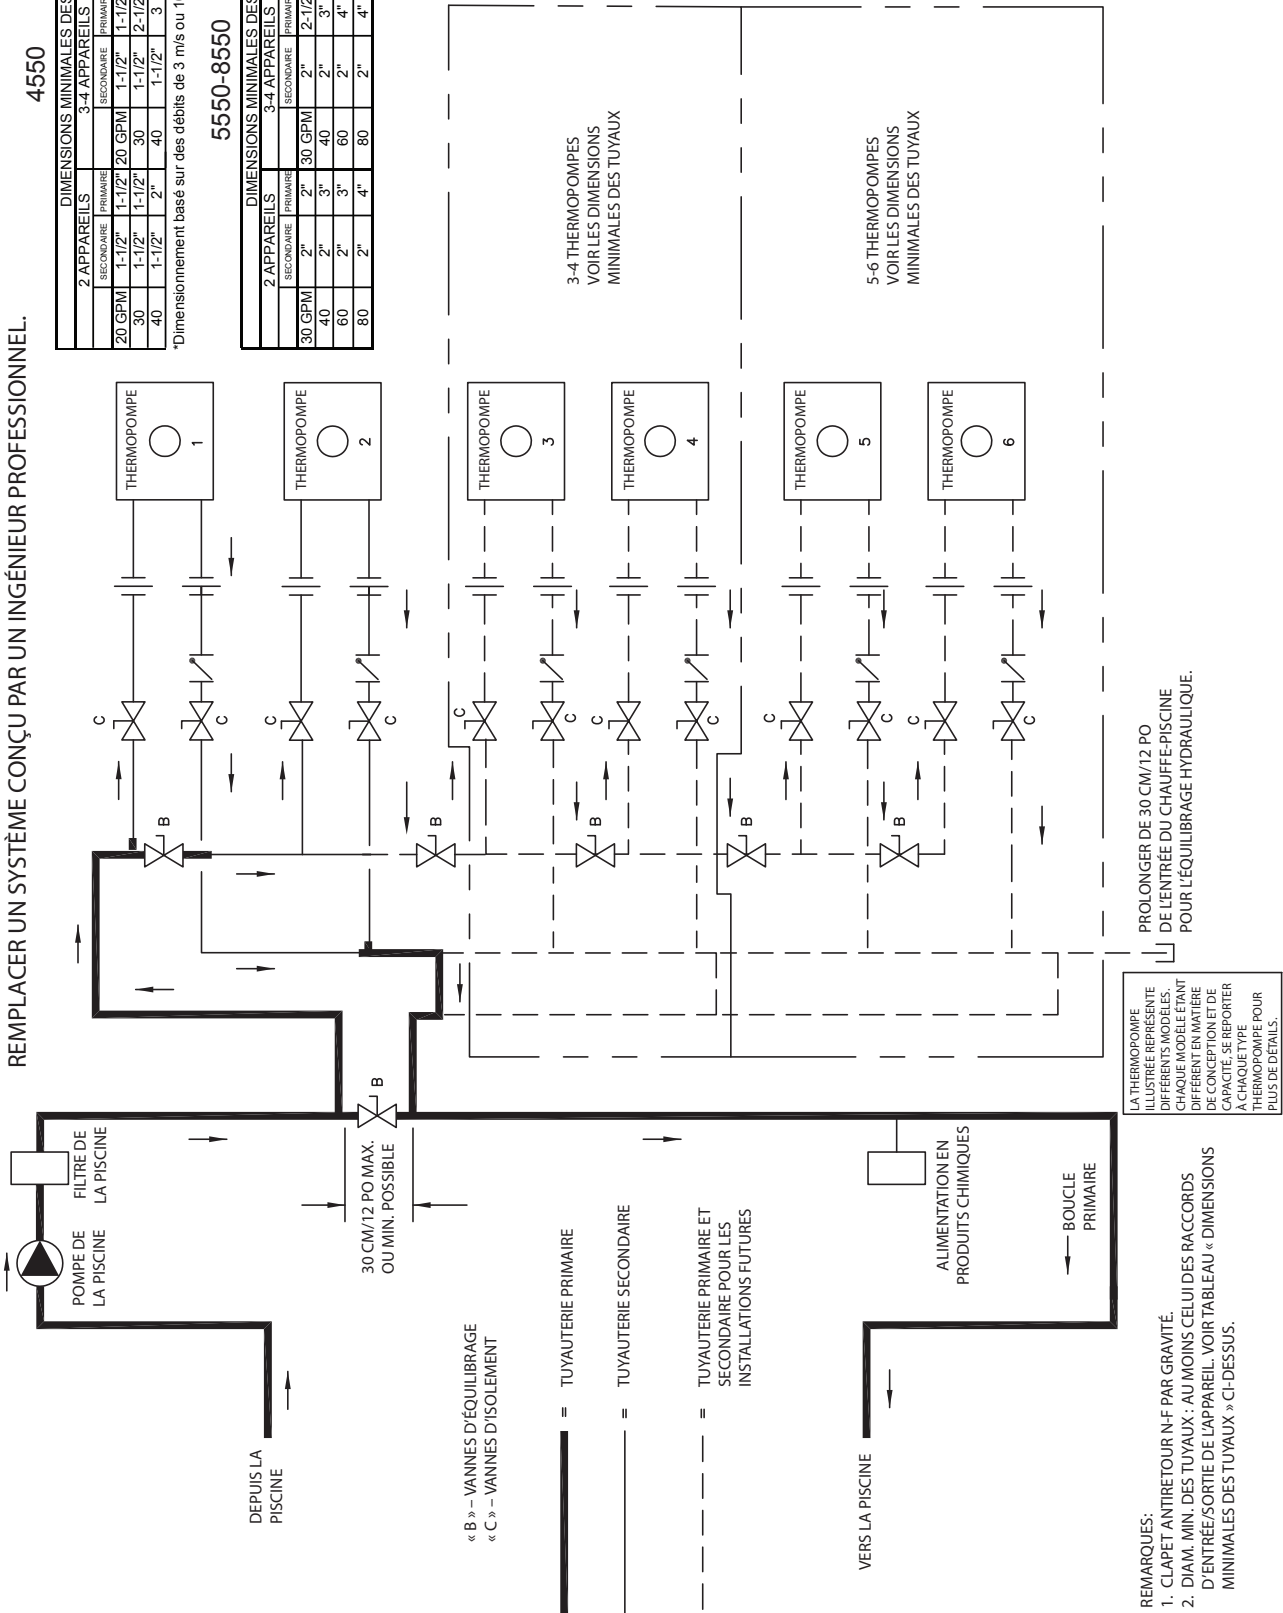 REMPLACER UN SYSTÈME CONÇU PAR UN INGÉNIEUR PROFESSIONNEL.
4550
DIMENSIONS MINIMALES DES
2 APPAREILS 3-4 APPAREILS
SECONDAIRE PRIMAIRE SECONDAIRE PRIMAIRE
20 GPM 1-1/2" 1-1/2" 20 GPM 1-1/2" 1-1/2
30 1-1/2" 1-1/2" 30 1-1/2" 2-1/2
40 1-1/2" 2" 40 1-1/2" 3
*Dimensionnement basé sur des débits de 3 m/s ou 1
5550-8550
DIMENSIONS MINIMALES DES
2 APPAREILS 3-4 APPAREILS
SECONDAIRE PRIMAIRE SECONDAIRE PRIMAIRE
30 GPM 2" 2" 30 GPM 2" 2-1/2
40 2" 3" 40 2" 3"
60 2" 3" 60 2" 4"
80 2" 4" 80 2" 4"
POMPE DE
LA PISCINE
FILTRE DE
LA PISCINE
DEPUIS LA
PISCINE
30 CM/12 PO MAX.
OU MIN. POSSIBLE
B
B
C
C
THERMOPOMPE
1
C
C
THERMOPOMPE
2
B
C
C
THERMOPOMPE
3
B
C
C
THERMOPOMPE
4
B
C
C
THERMOPOMPE
5
B
C
C
THERMOPOMPE
6
3-4 THERMOPOMPES
VOIR LES DIMENSIONS
MINIMALES DES TUYAUX
5-6 THERMOPOMPES
VOIR LES DIMENSIONS
MINIMALES DES TUYAUX
« B » – VANNES D'ÉQUILIBRAGE
« C » – VANNES D'ISOLEMENT
= TUYAUTERIE PRIMAIRE
= TUYAUTERIE SECONDAIRE
= TUYAUTERIE PRIMAIRE ET
SECONDAIRE POUR LES
INSTALLATIONS FUTURES
VERS LA PISCINE
ALIMENTATION EN
PRODUITS CHIMIQUES
BOUCLE
PRIMAIRE
PROLONGER DE 30 CM/12 PO
DE L'ENTRÉE DU CHAUFFE-PISCINE
POUR L'ÉQUILIBRAGE HYDRAULIQUE.
LA THERMOPOMPE
ILLUSTRÉE REPRÉSENTE
DIFFÉRENTS MODÈLES.
CHAQUE MODÈLE ÉTANT
DIFFÉRENT EN MATIÈRE
DE CONCEPTION ET DE
CAPACITÉ, SE REPORTER
À CHAQUE TYPE
THERMOPOMPE POUR
PLUS DE DÉTAILS.
REMARQUES:
1. CLAPET ANTIRETOUR N-F PAR GRAVITÉ.
2. DIAM. MIN. DES TUYAUX : AU MOINS CELUI DES RACCORDS
D'ENTRÉE/SORTIE DE L'APPAREIL. VOIR TABLEAU « DIMENSIONS
MINIMALES DES TUYAUX » CI-DESSUS.